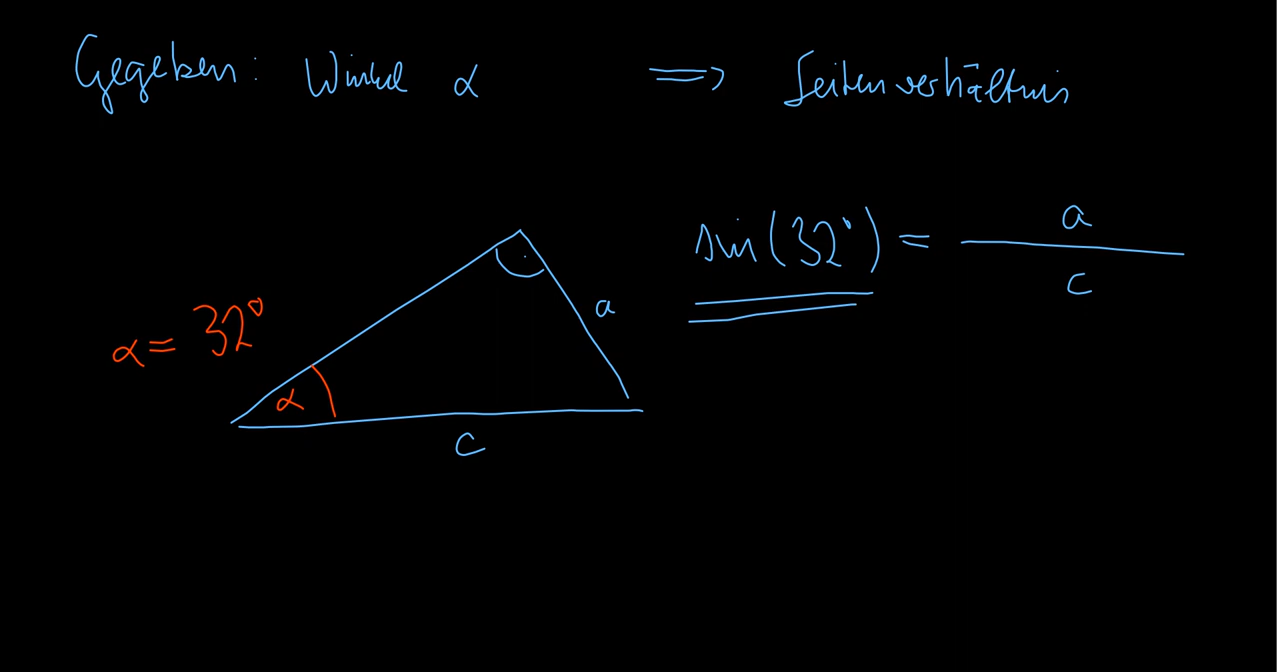 Gegeben: Winkel α ⟹ Seitenverhältnis
sin(32°) = a
c
α = 32°
a
α
c